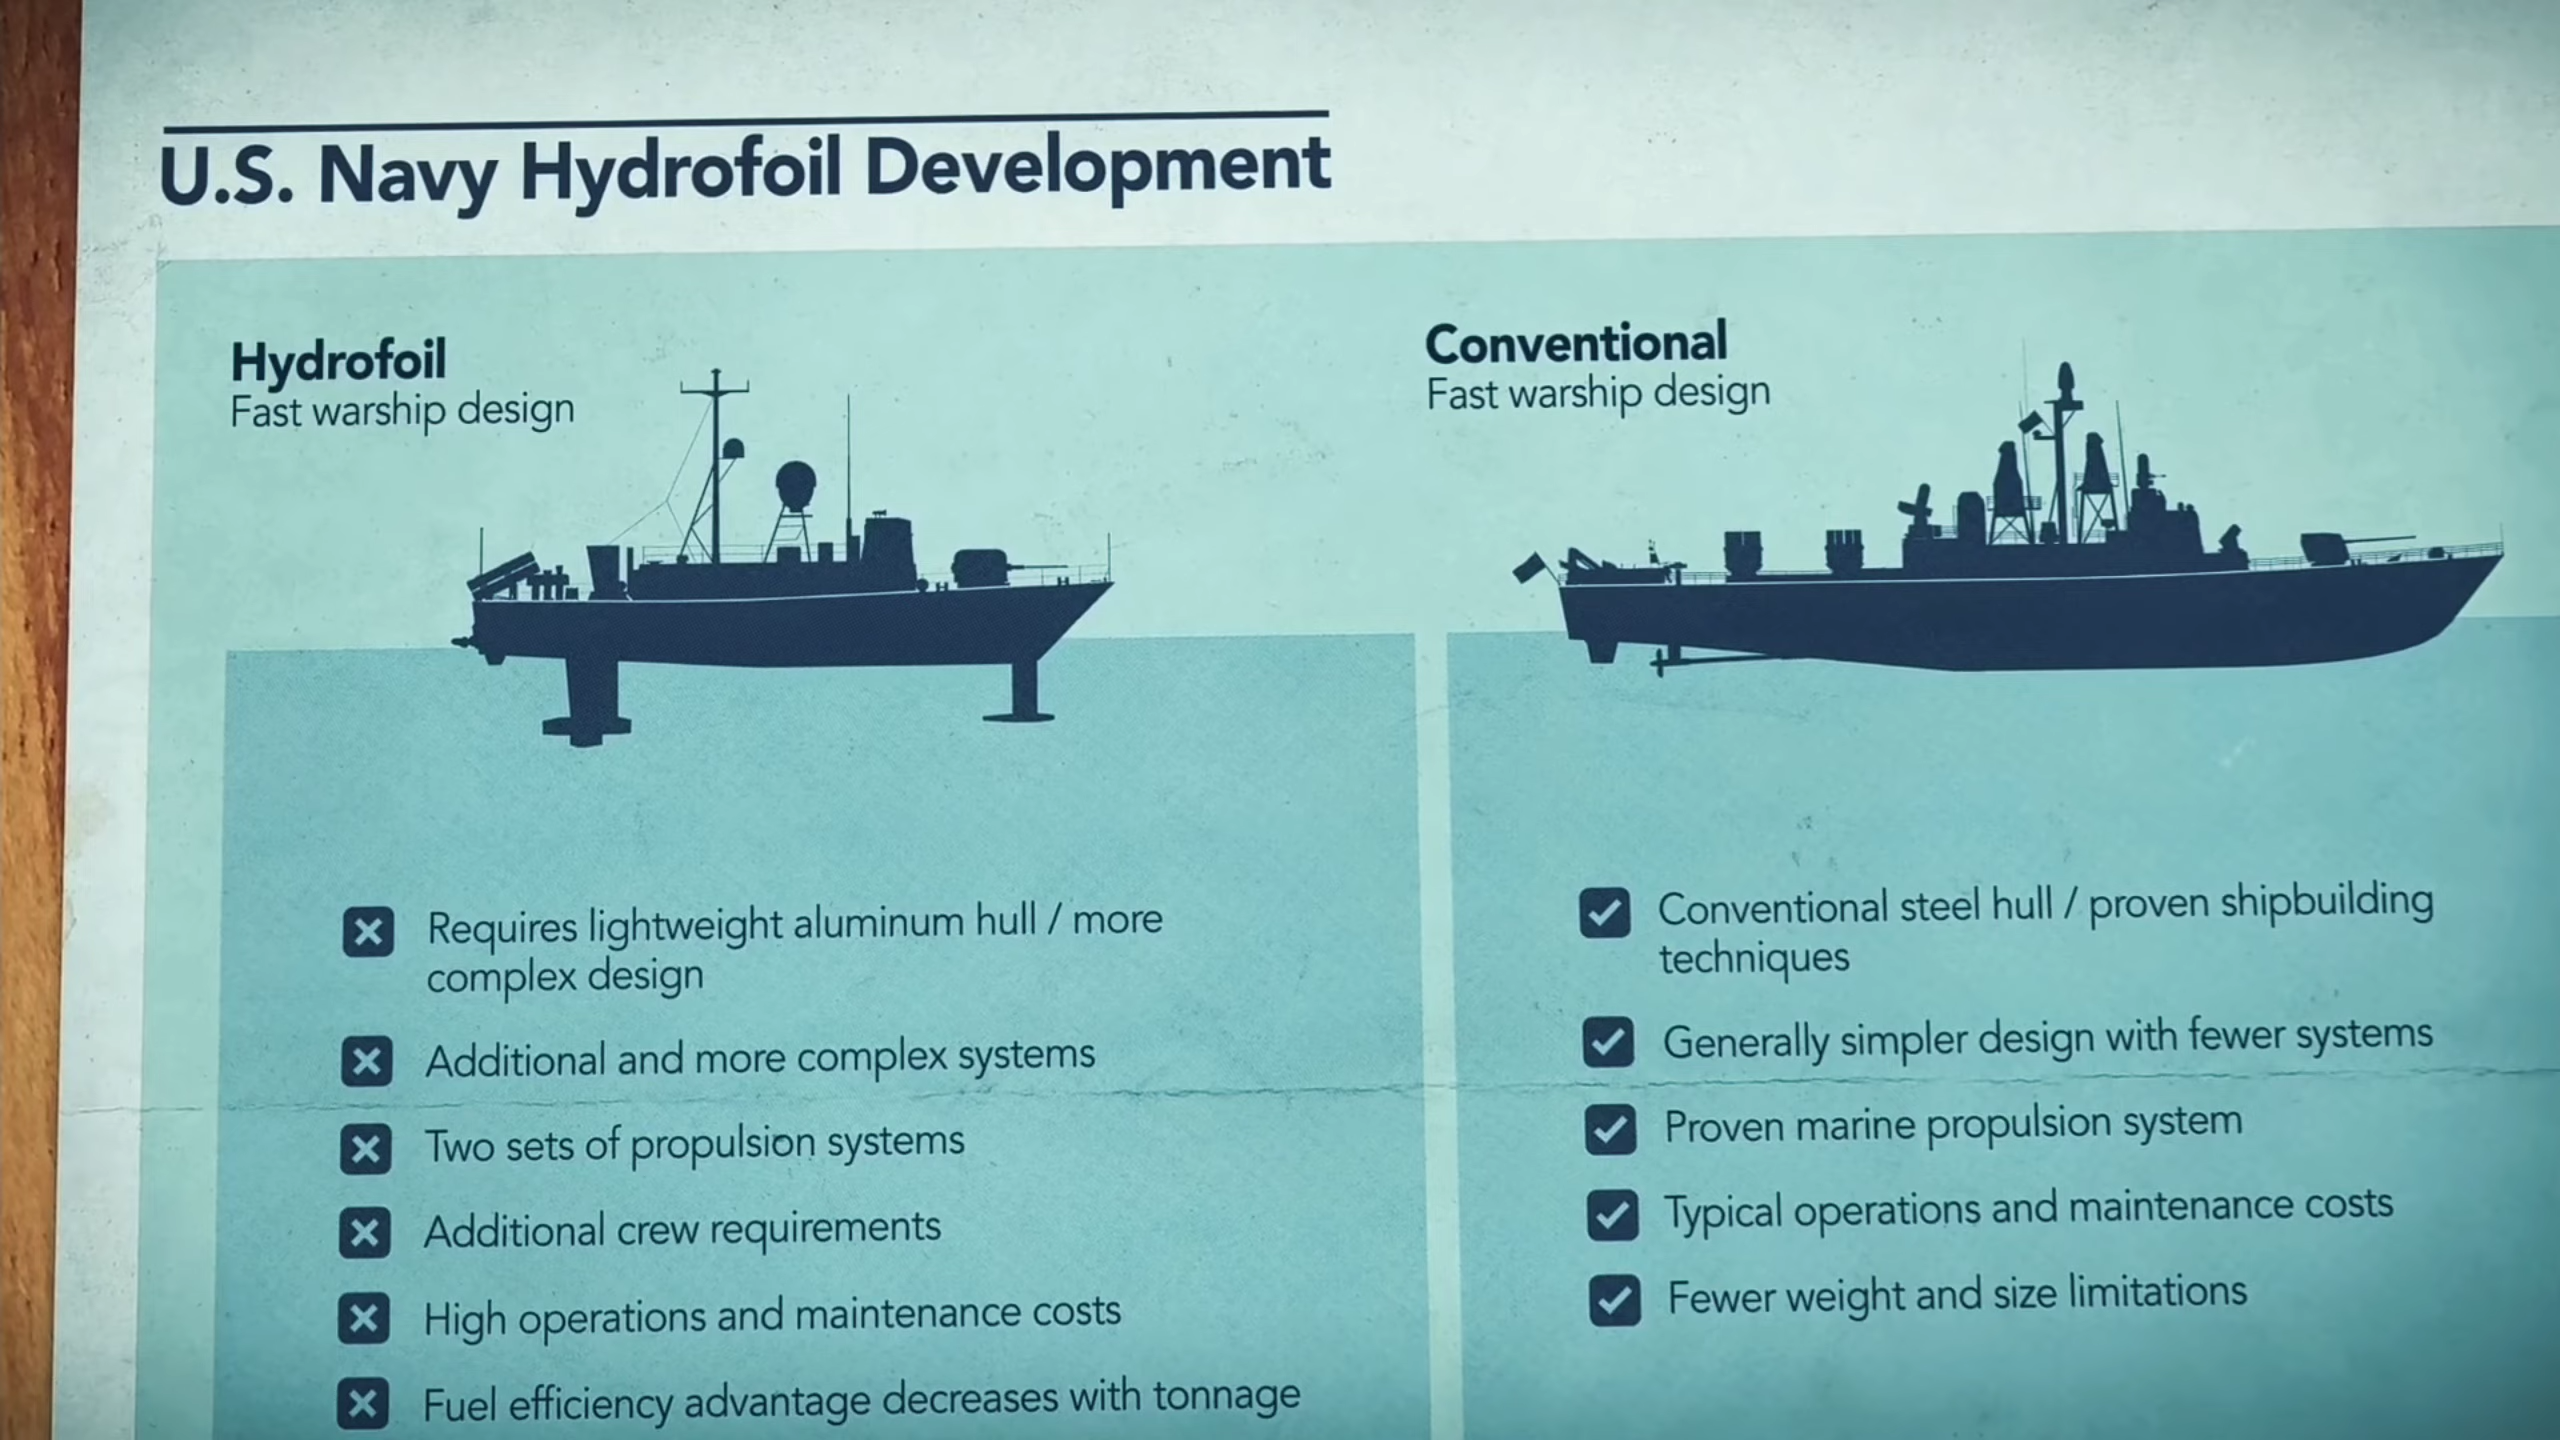 U.S. Navy Hydrofoil Development
Hydrofoil
Fast warship design
Requires lightweight aluminum hull / more
complex design
Additional and more complex systems
Two sets of propulsion systems
Additional crew requirements
High operations and maintenance costs
Fuel efficiency advantage decreases with tonnage
Conventional
Fast warship design
Conventional steel hull / proven shipbuilding
techniques
Generally simpler design with fewer systems
Proven marine propulsion system
Typical operations and maintenance costs
Fewer weight and size limitations